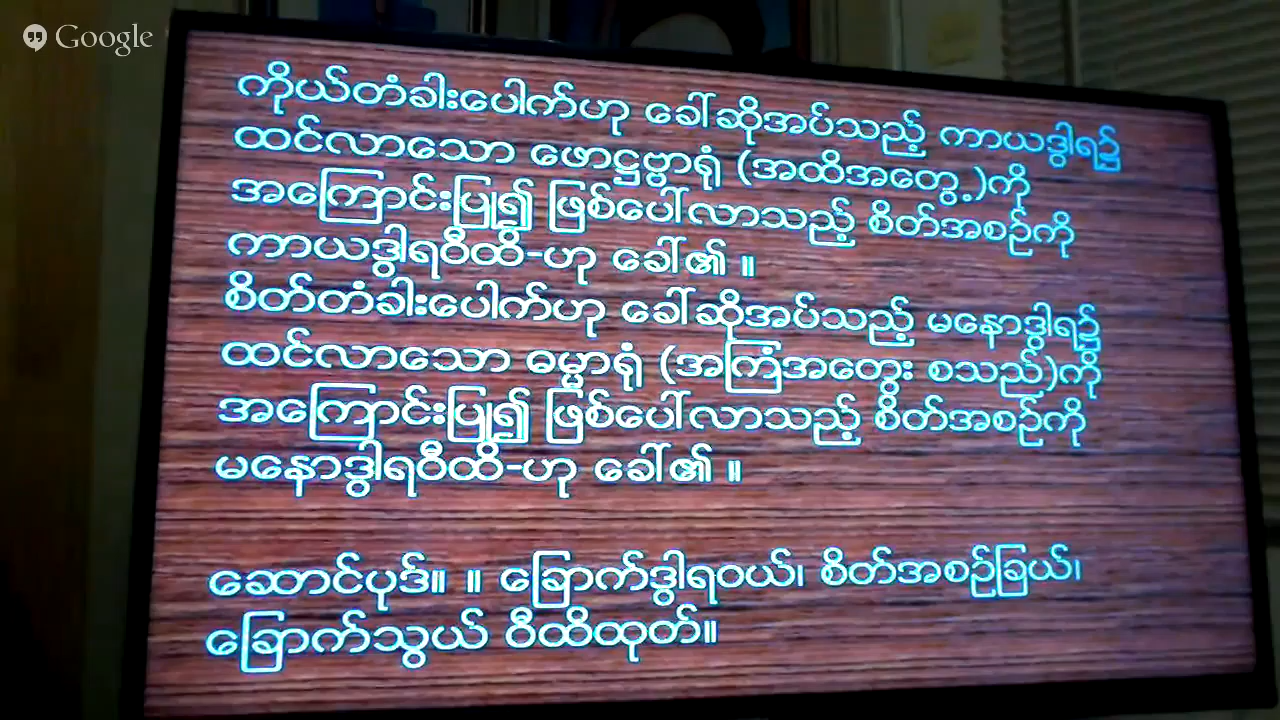 Google
ကိုယ်တံခါးပေါက်ဟု ခေါ်ဆိုအပ်သည့် ကာယဒွါရ၌
ထင်လာသော ဖောဋ္ဌဗ္ဗာရုံ (အထိအတွေ့)ကို
အကြောင်းပြု၍ ဖြစ်ပေါ်လာသည့် စိတ်အစဉ်ကို
ကာယဒွါရဝီထိ-ဟု ခေါ်၏ ။
စိတ်တံခါးပေါက်ဟု ခေါ်ဆိုအပ်သည့် မနောဒွါရ၌
ထင်လာသော ဓမ္မာရုံ (အကြံအတွေး စသည်)ကို
အကြောင်းပြု၍ ဖြစ်ပေါ်လာသည့် စိတ်အစဉ်ကို
မနောဒွါရဝီထိ-ဟု ခေါ်၏ ။
ဆောင်ပုဒ်။ ။ ခြောက်ဒွါရဝယ်၊ စိတ်အစဉ်ခြယ်၊
ခြောက်သွယ် ဝီထိထုတ်။